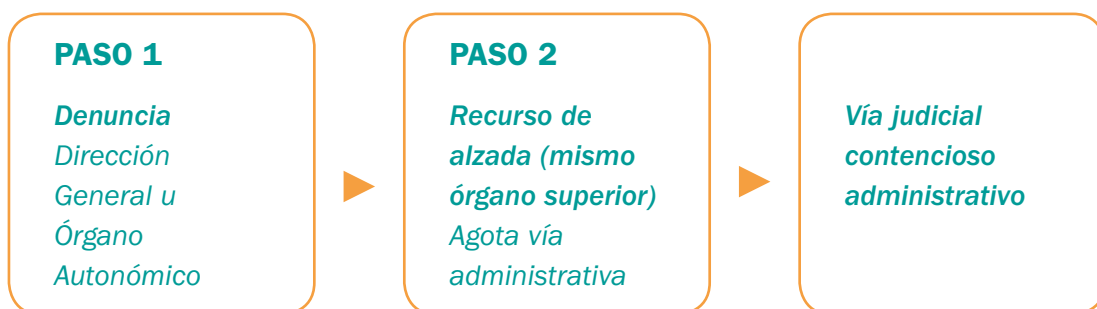 PASO 1
Denuncia
Dirección
General u
Órgano
Autonómico
PASO 2
Recurso de
alzada (mismo
órgano superior)
Agota vía
administrativa
Vía judicial
contencioso
administrativo